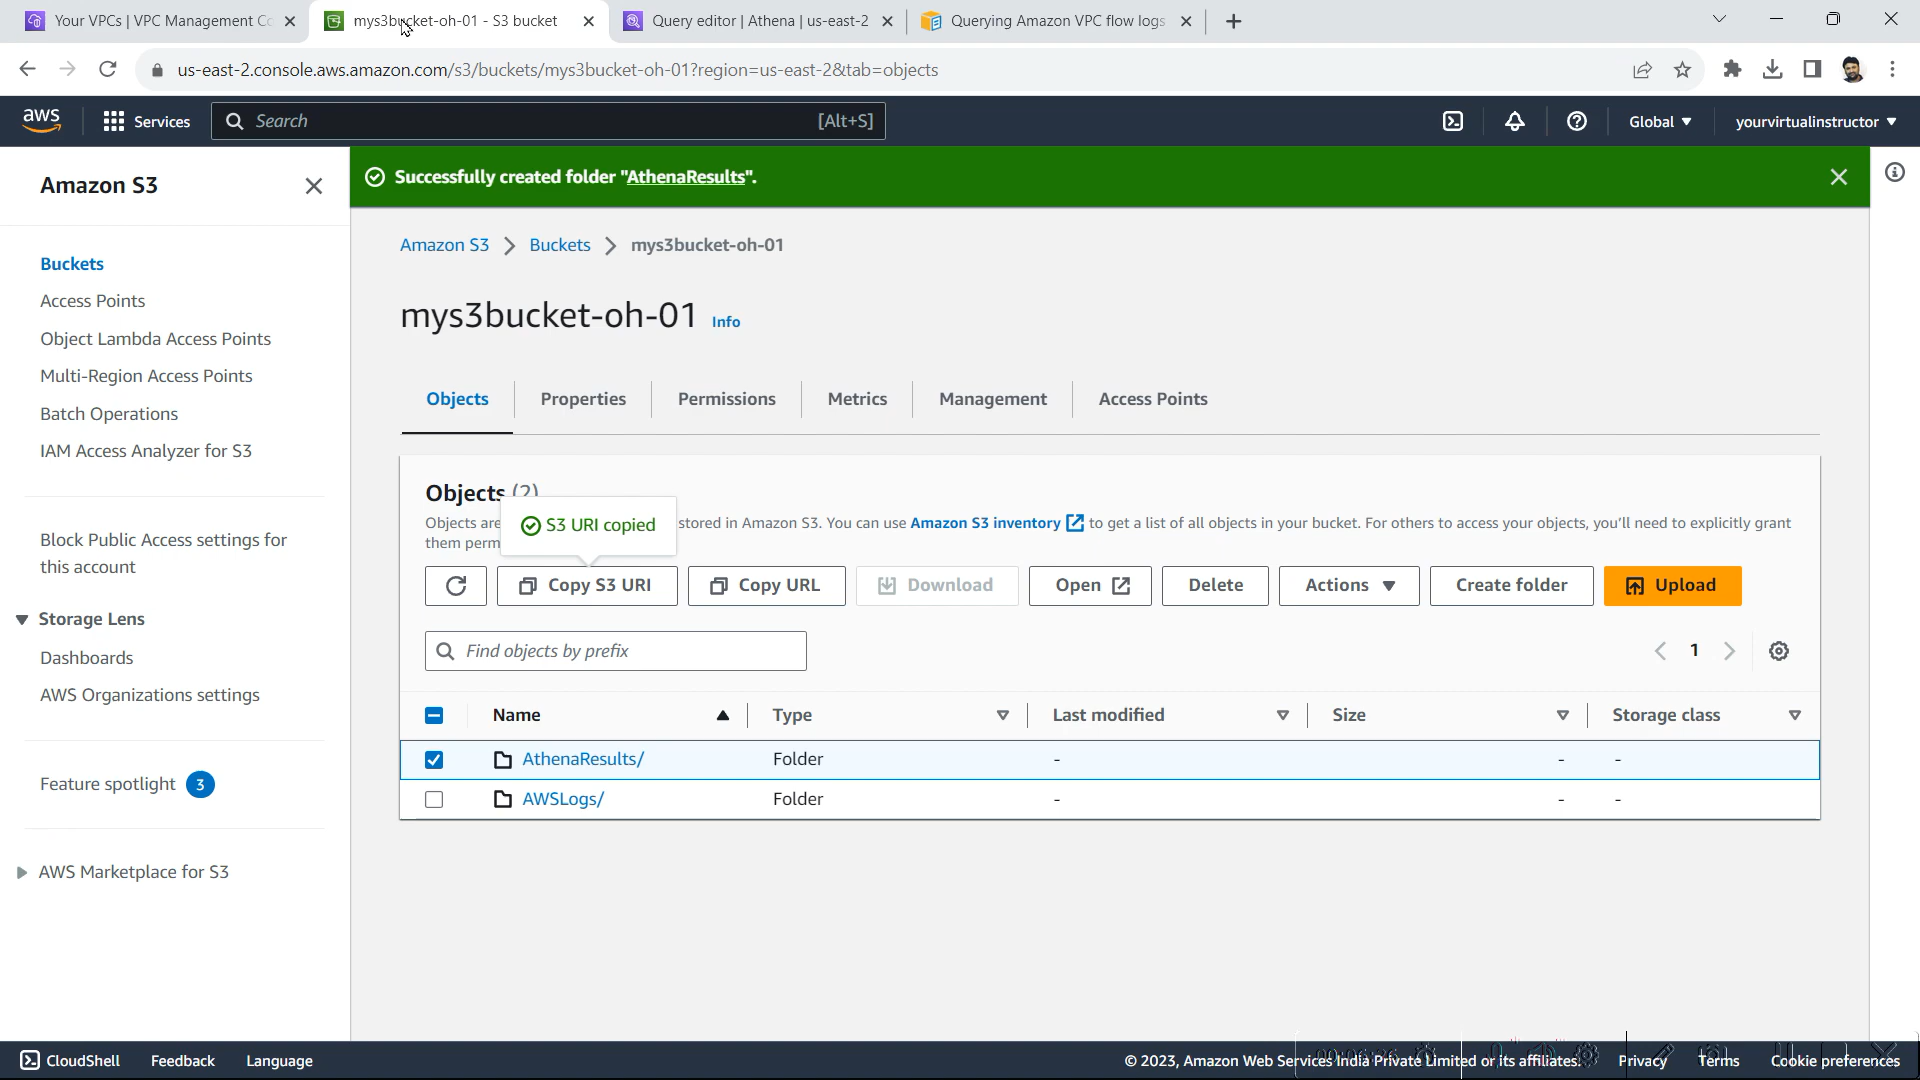 Your VPCs | VPC Management Co
mys3bucket-oh-01 - S3 bucket
Query editor | Athena | us-east-2
Querying Amazon VPC flow logs
us-east-2.console.aws.amazon.com/s3/buckets/mys3bucket-oh-01?region=us-east-2&tab=objects
aws
Services
Search
[Alt+S]
Global
yourvirtualinstructor
Amazon S3
Successfully created folder "AthenaResults".
Buckets
Access Points
Object Lambda Access Points
Multi-Region Access Points
Batch Operations
IAM Access Analyzer for S3
Block Public Access settings for
this account
Storage Lens
Dashboards
AWS Organizations settings
Feature spotlight 3
AWS Marketplace for S3
Amazon S3 > Buckets > mys3bucket-oh-01
mys3bucket-oh-01 Info
Objects
Properties
Permissions
Metrics
Management
Access Points
Objects (2)
Objects are
S3 URI copied
stored in Amazon S3. You can use Amazon S3 inventory to get a list of all objects in your bucket. For others to access your objects, you'll need to explicitly grant
them perm
Copy S3 URI
Copy URL
Download
Open
Delete
Actions
Create folder
Upload
Find objects by prefix
1
Name Type Last modified Size Storage class
AthenaResults/ Folder - - -
AWSLogs/ Folder - - -
CloudShell
Feedback
Language
© 2023, Amazon Web Services India Private Limited or its affiliates.
Privacy
Terms
Cookie preferences